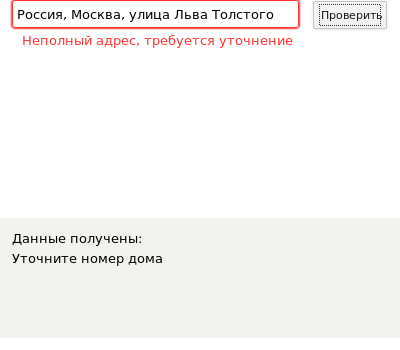 Россия, Москва, улица Льва Толстого
Проверить
Неполный адрес, требуется уточнение
Данные получены:
Уточните номер дома